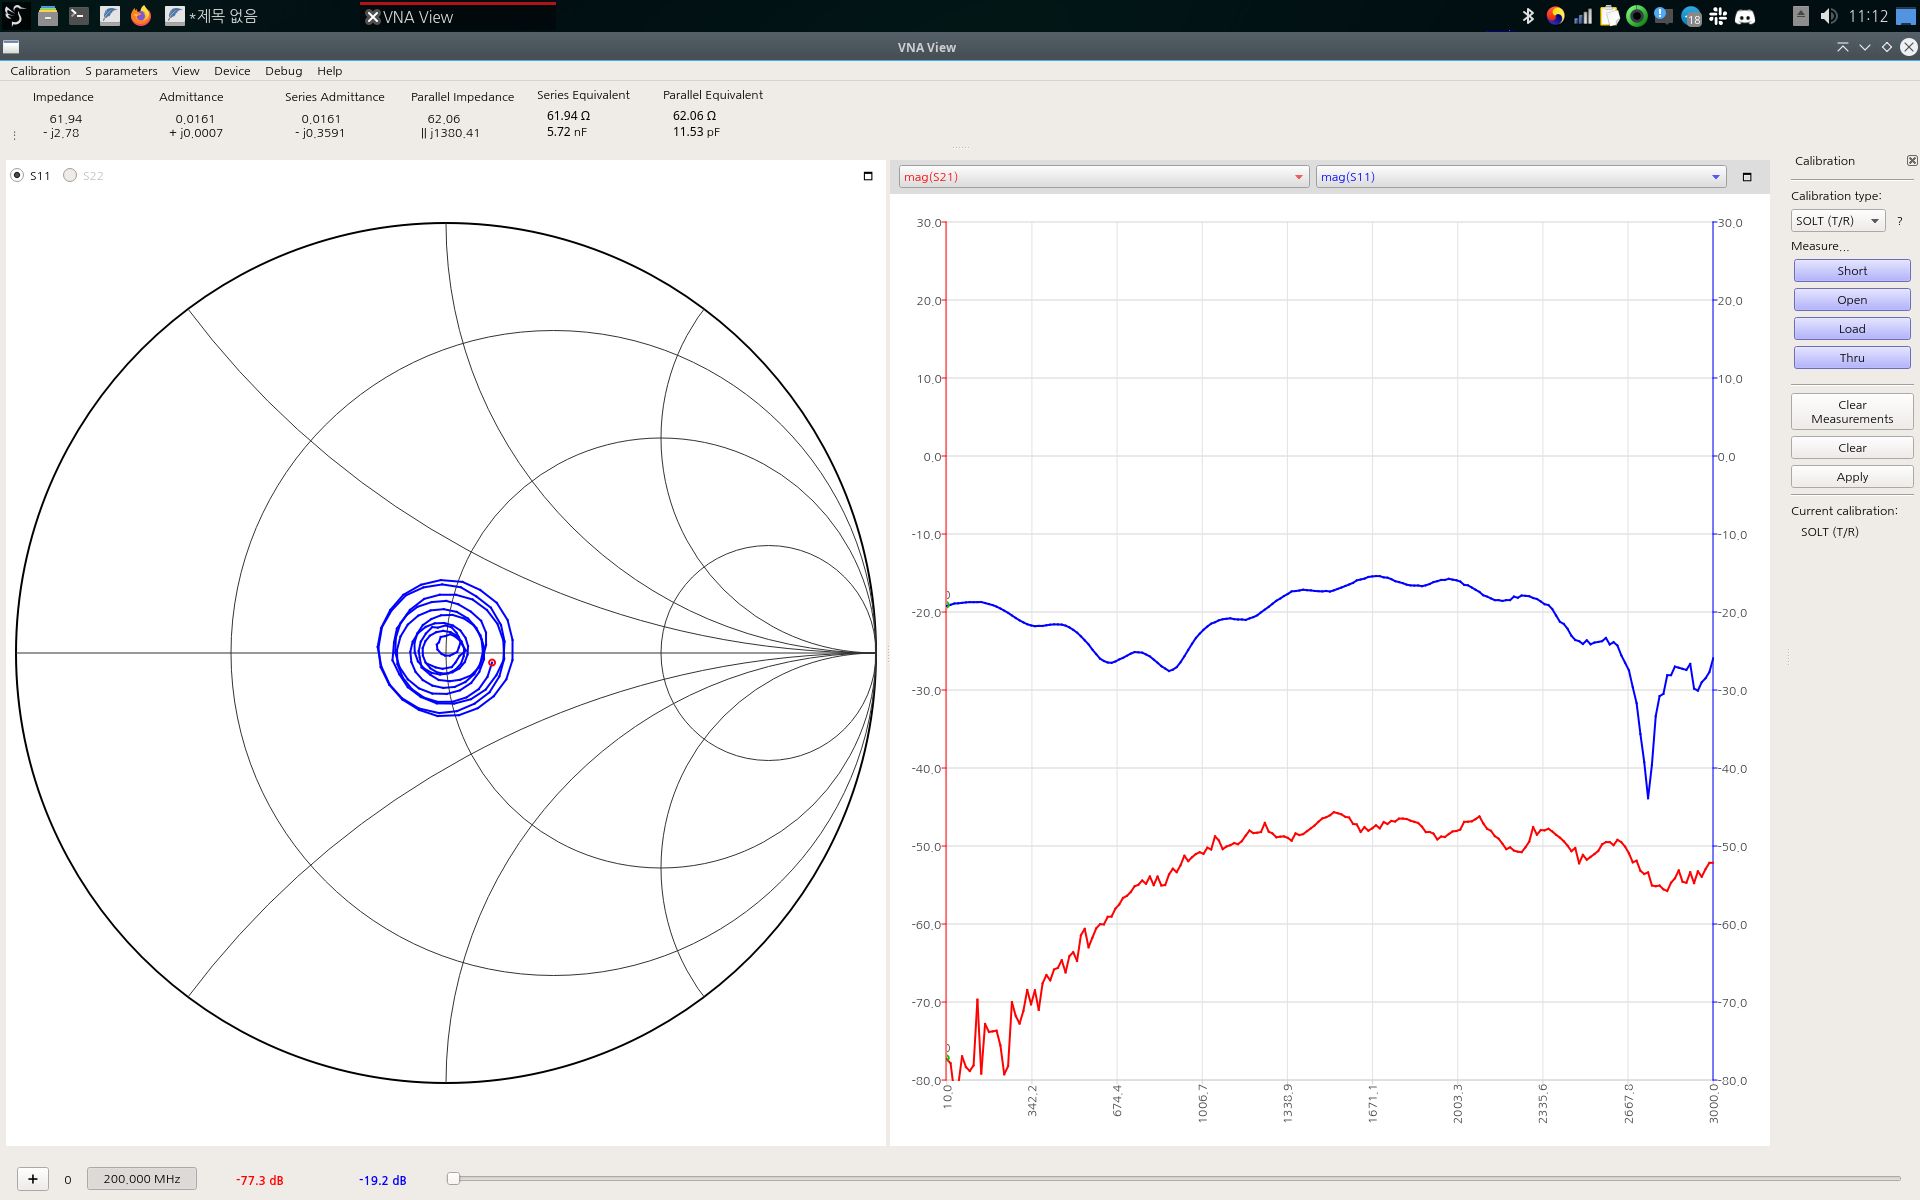 *제목 없음
VNA View
18
11:12
VNA View
Calibration S parameters View Device Debug Help
Impedance Admittance Series Admittance Parallel Impedance Series Equivalent Parallel Equivalent
61.94 0.0161 0.0161 62.06 61.94 Ω 62.06 Ω
- j2.78 + j0.0007 - j0.3591 || j1380.41 5.72 nF 11.53 pF
S11 S22
mag(S21) mag(S11)
30.0 30.0
20.0 20.0
10.0 10.0
0.0 0.0
-10.0 -10.0
-20.0 -20.0
-30.0 -30.0
-40.0 -40.0
-50.0 -50.0
-60.0 -60.0
-70.0 -70.0
-80.0 -80.0
0
0
10.0 342.2 674.4 1006.7 1338.9 1671.1 2003.3 2335.6 2667.8 3000.0
Calibration
Calibration type:
SOLT (T/R) ?
Measure...
Short
Open
Load
Thru
Clear
Measurements
Clear
Apply
Current calibration:
SOLT (T/R)
+ 0 200.000 MHz -77.3 dB -19.2 dB